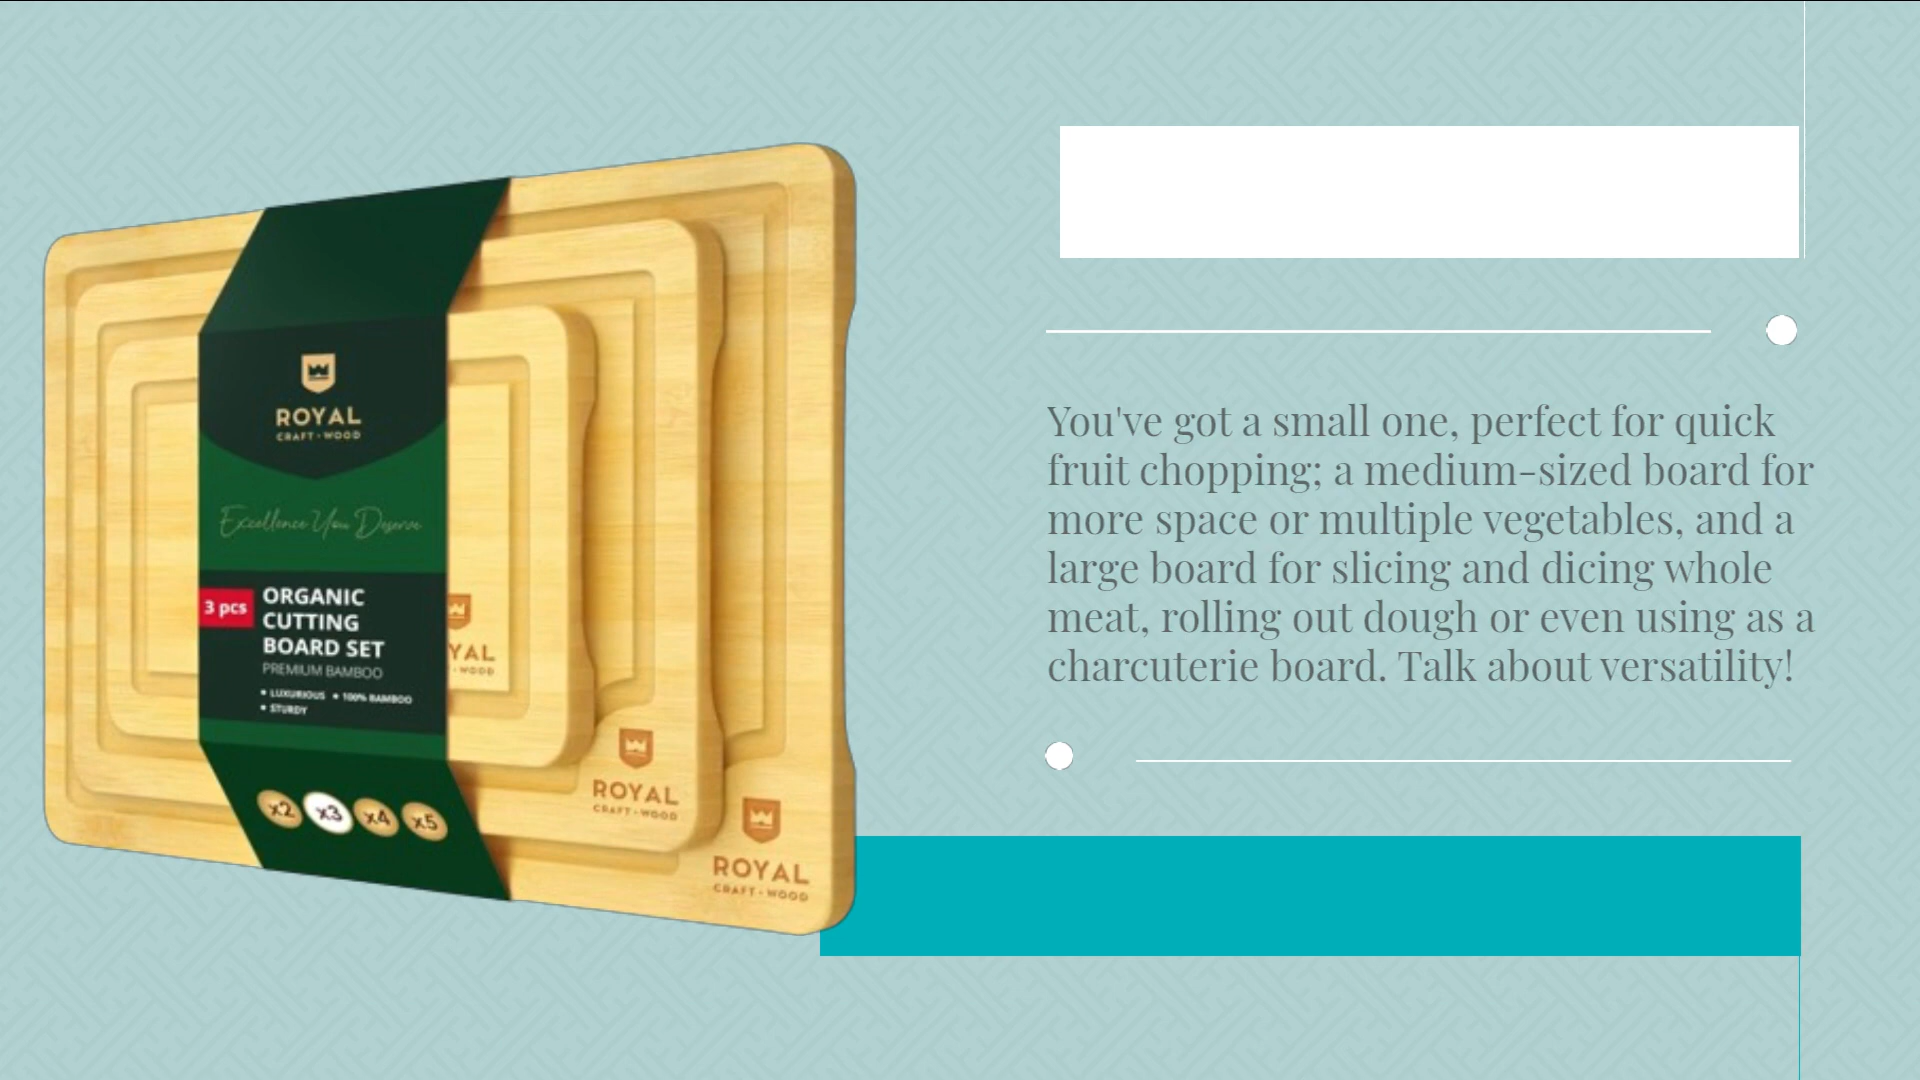 ROYAL
CRAFT · WOOD
Excellence You Deserve
3 pcs
ORGANIC
CUTTING
BOARD SET
PREMIUM BAMBOO
• LUXURIOUS • 100% BAMBOO
• STURDY
x2 x3 x4 x5
YAL
WOOD
ROYAL
CRAFT · WOOD
ROYAL
CRAFT · WOOD
You've got a small one, perfect for quick
fruit chopping; a medium-sized board for
more space or multiple vegetables, and a
large board for slicing and dicing whole
meat, rolling out dough or even using as a
charcuterie board. Talk about versatility!